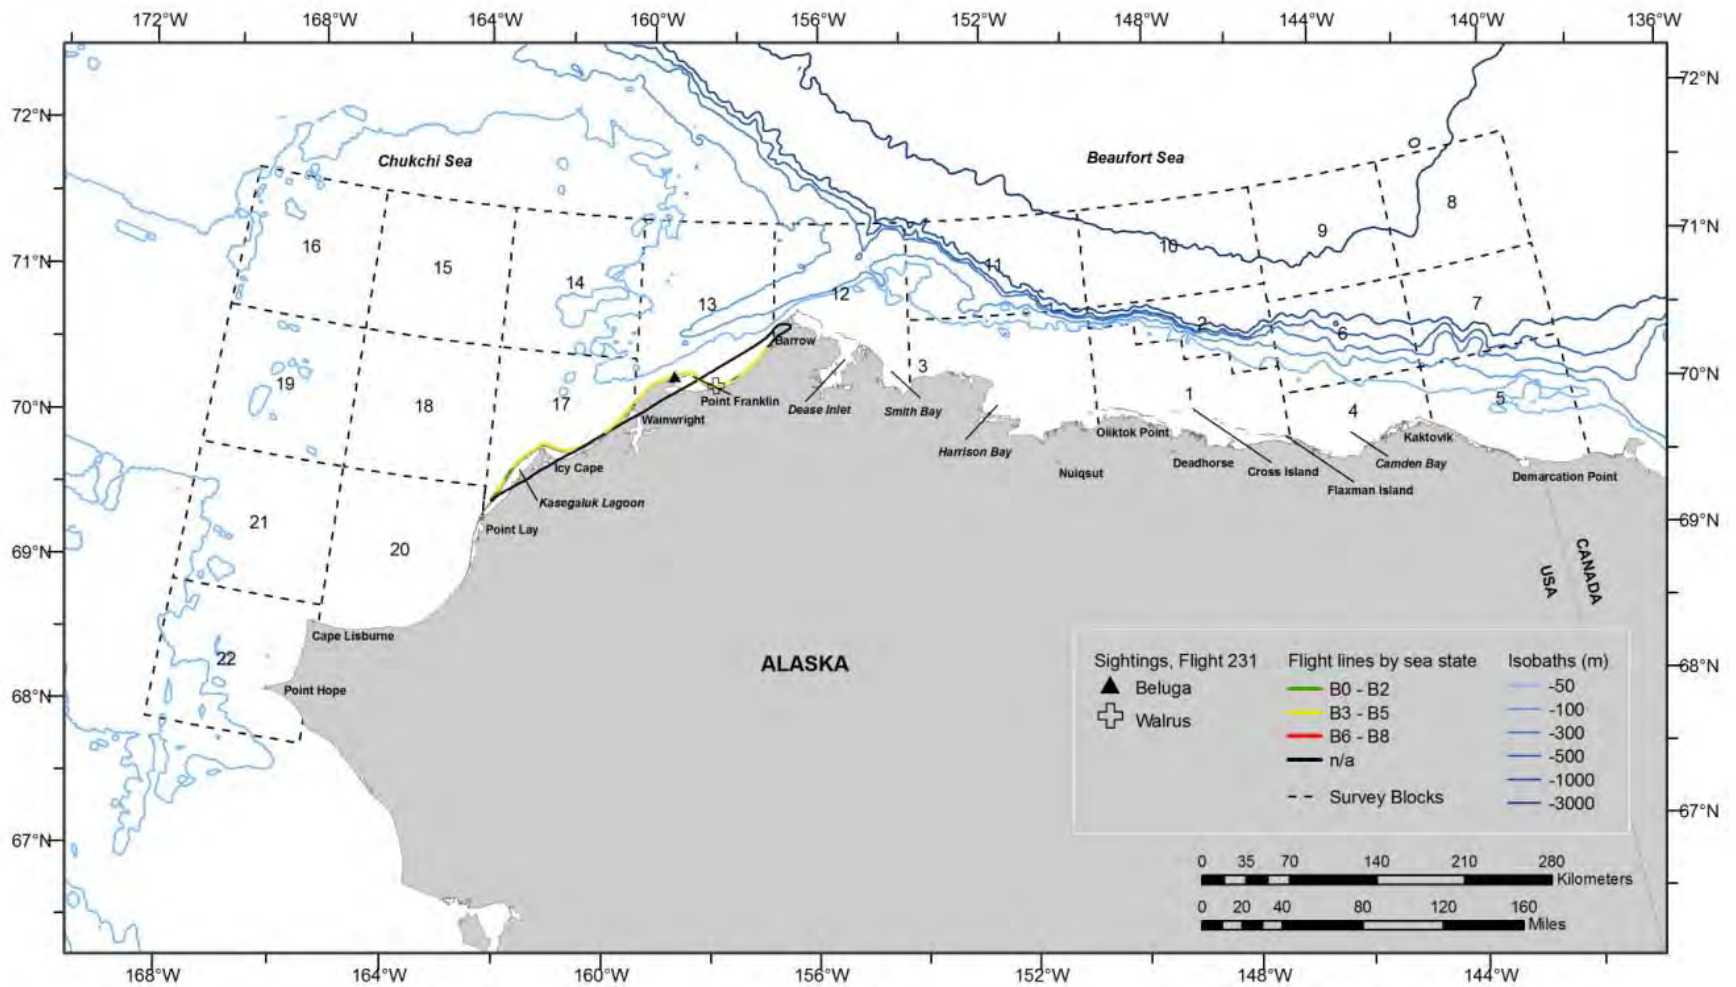 168°W 168°W 164°W 160°W 156°W 152°W 148°W 144°W 140°W 136°W
72°N
72°N
Chukchi Sea
Beaufort Sea
8
9
71°N
16
10
71°N
15
11
14
12
13
7
2
6
Barrow
3
70°N
19
Point Franklin
1
5
70°N
18
17
Dease Inlet
Smith Bay
4
Wainwright
Oliktok Point
Kaktovik
Harrison Bay
Icy Cape
Nuiqsut
Deadhorse
Cross Island
Camden Bay
Demarcation Point
Flaxman Island
Kasegaluk Lagoon
69°N
21
Point Lay
69°N
20
USA
CANADA
Cape Lisburne
22
ALASKA
68°N
Point Hope
68°N
Sightings, Flight 231
Beluga
Walrus
Flight lines by sea state
B0 - B2
B3 - B5
B6 - B8
n/a
Survey Blocks
Isobaths (m)
-50
-100
-300
-500
-1000
-3000
67°N
67°N
0 35 70 140 210 280
Kilometers
0 20 40 80 120 160
Miles
168°W 164°W 160°W 156°W 152°W 148°W 144°W